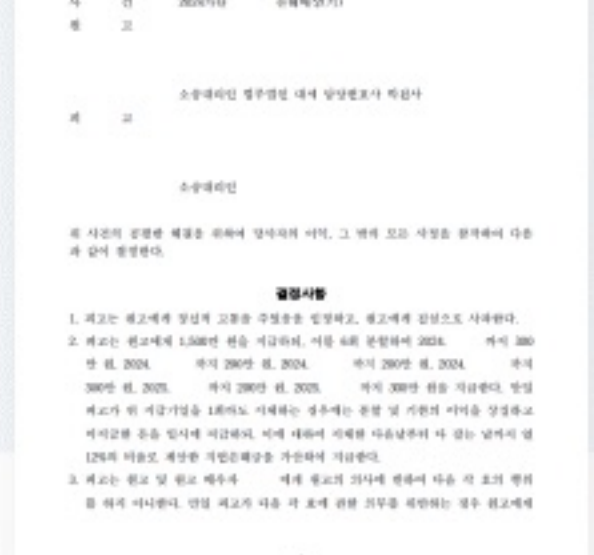 사 건 2024가단 손해배상(기)
원 고
소송대리인 법무법인 대세 담당변호사
피 고
소송대리인
위 사건의 공평한 해결을 위하여 당사자의 이익, 그 밖의 모든 사정을 참작하여 다음
과 같이 결정한다.
결정사항
1. 피고는 원고에게 정신적 고통을 주었음을 인정하고, 원고에게 진심으로 사과한다.
2. 피고는 원고에게 1,500만 원을 지급하되, 이를 6회 분할하여 2024. 까지 300
만 원, 2024. 까지 200만 원, 2024. 까지 200만 원, 2024. 까지
300만 원, 2025. 까지 200만 원, 2025. 까지 300만 원을 지급한다. 만일
피고가 위 지급기일을 1회라도 지체하는 경우에는 분할 및 기한의 이익을 상실하고
미지급한 돈을 일시에 지급하되, 이에 대하여 지체한 다음날부터 다 갚는 날까지 연
12%의 비율로 계산한 지연손해금을 가산하여 지급한다.
3. 피고는 원고 및 원고 배우자 에게 원고의 의사에 반하여 다음 각 호의 행위
를 하지 아니한다. 만일 피고가 다음 각 호에 관한 의무를 위반하는 경우 원고에게